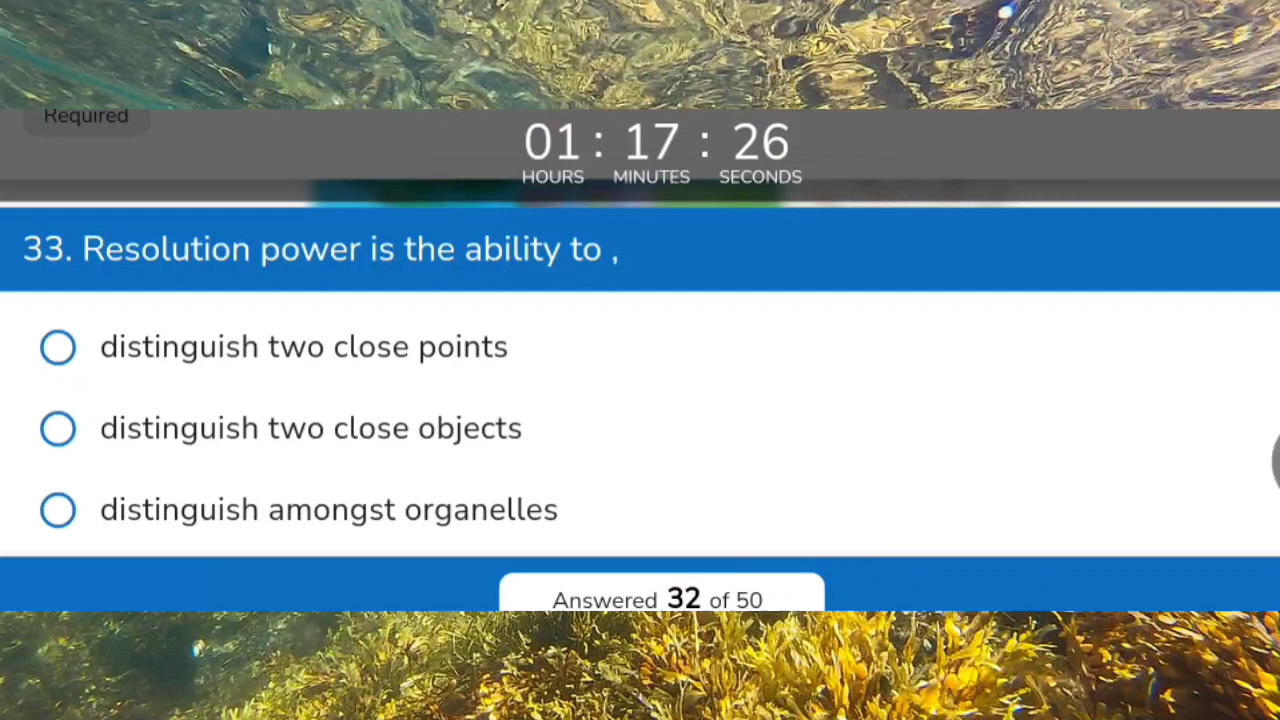 Required
01 : 17 : 26
HOURS MINUTES SECONDS
33. Resolution power is the ability to ,
distinguish two close points
distinguish two close objects
distinguish amongst organelles
Answered 32 of 50